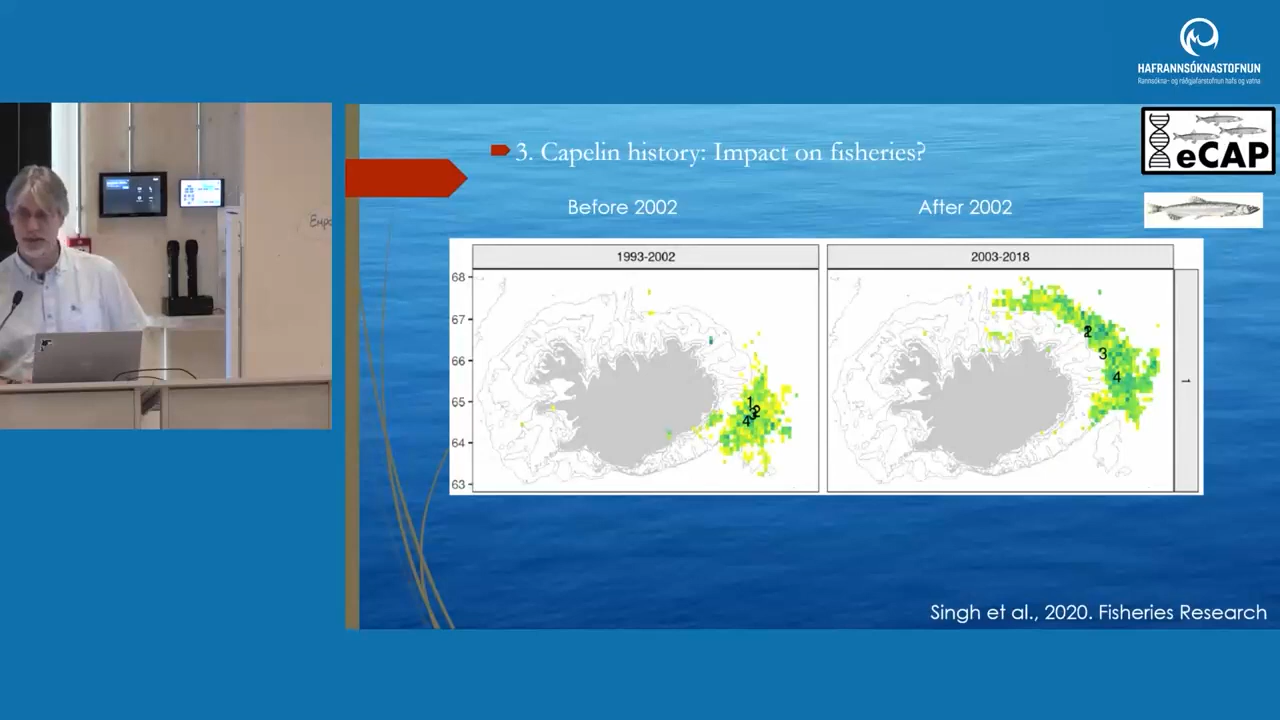 HAFRANNSÓKNASTOFNUN
Rannsókna- og ráðgjafarstofnun hafs og vatna
eCAP
3. Capelin history: Impact on fisheries?
Before 2002
After 2002
1993-2002
2003-2018
68
67
66
65
64
63
1
2
4
2
3
4
1
Singh et al., 2020. Fisheries Research